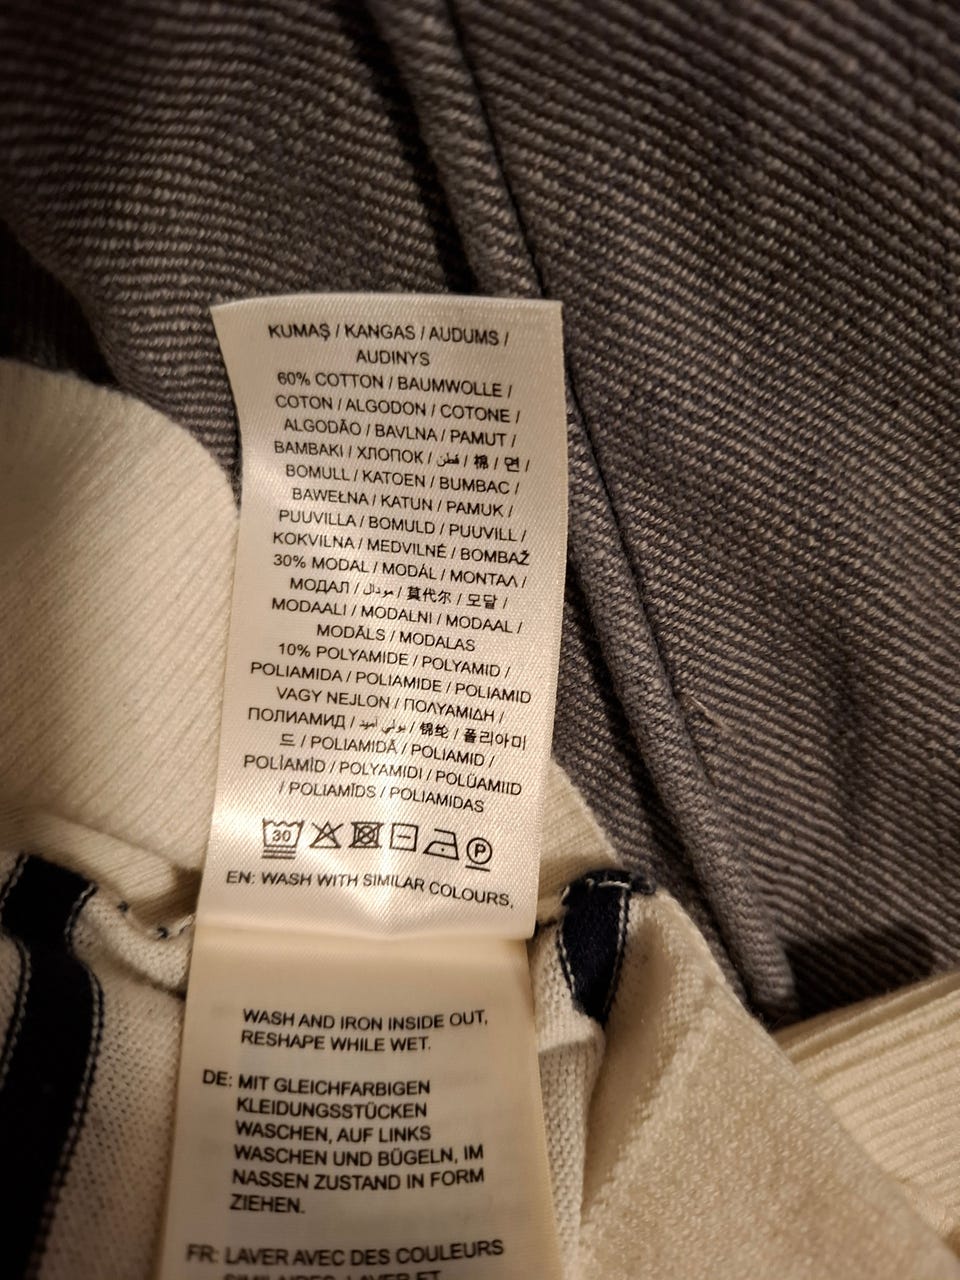 KUMAŞ / KANGAS / AUDUMS /
AUDINYS
60% COTTON / BAUMWOLLE /
COTON / ALGODON / COTONE /
ALGODÃO / BAVLNA / PAMUT /
BAMBAKI / ХЛОПОК / قطن / 棉 / 면 /
BOMULL / KATOEN / BUMBAC /
BAWEŁNA / KATUN / PAMUK /
PUUVILLA / BOMULD / PUUVILL /
KOKVILNA / MEDVILNĖ / BOMBAŽ
30% MODAL / MODÁL / ΜΟΝΤΑΛ /
МОДАЛ / مودال / 莫代尔 / 모달 /
MODAALI / MODALNI / MODAAL /
MODĀLS / MODALAS
10% POLYAMIDE / POLYAMID /
POLIAMIDA / POLIAMIDE / POLIAMID
VAGY NEJLON / ΠΟΛΥΑΜΙΔΗ /
ПОЛИАМИД / بولي أميد / 锦纶 / 폴리아미
드 / POLIAMIDĂ / POLIAMID /
POLİAMİD / POLYAMIDI / POLÜAMIID
/ POLIAMĪDS / POLIAMIDAS
30 P
EN: WASH WITH SIMILAR COLOURS,
WASH AND IRON INSIDE OUT,
RESHAPE WHILE WET.
DE: MIT GLEICHFARBIGEN
KLEIDUNGSSTÜCKEN
WASCHEN, AUF LINKS
WASCHEN UND BÜGELN, IM
NASSEN ZUSTAND IN FORM
ZIEHEN.
FR: LAVER AVEC DES COULEURS
SIMILAIRES, LAVER ET